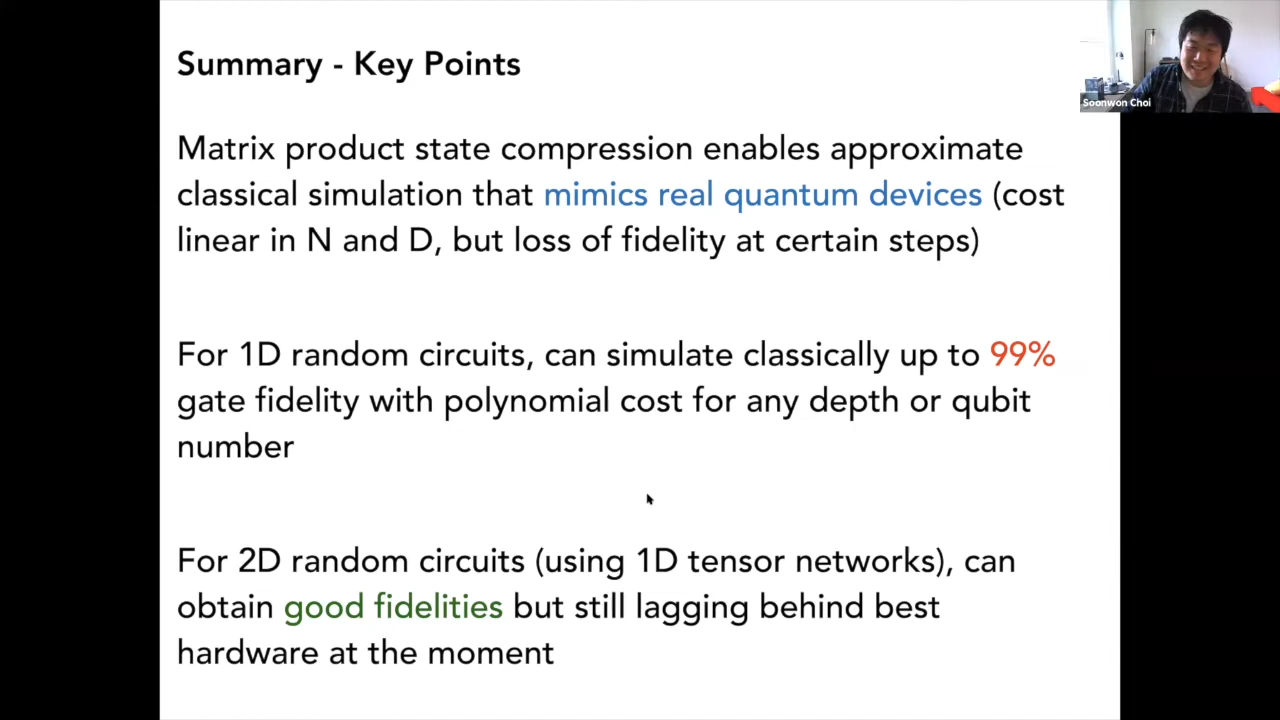 Summary - Key Points
Soonwon Choi
Matrix product state compression enables approximate
classical simulation that mimics real quantum devices (cost
linear in N and D, but loss of fidelity at certain steps)
For 1D random circuits, can simulate classically up to 99%
gate fidelity with polynomial cost for any depth or qubit
number
For 2D random circuits (using 1D tensor networks), can
obtain good fidelities but still lagging behind best
hardware at the moment